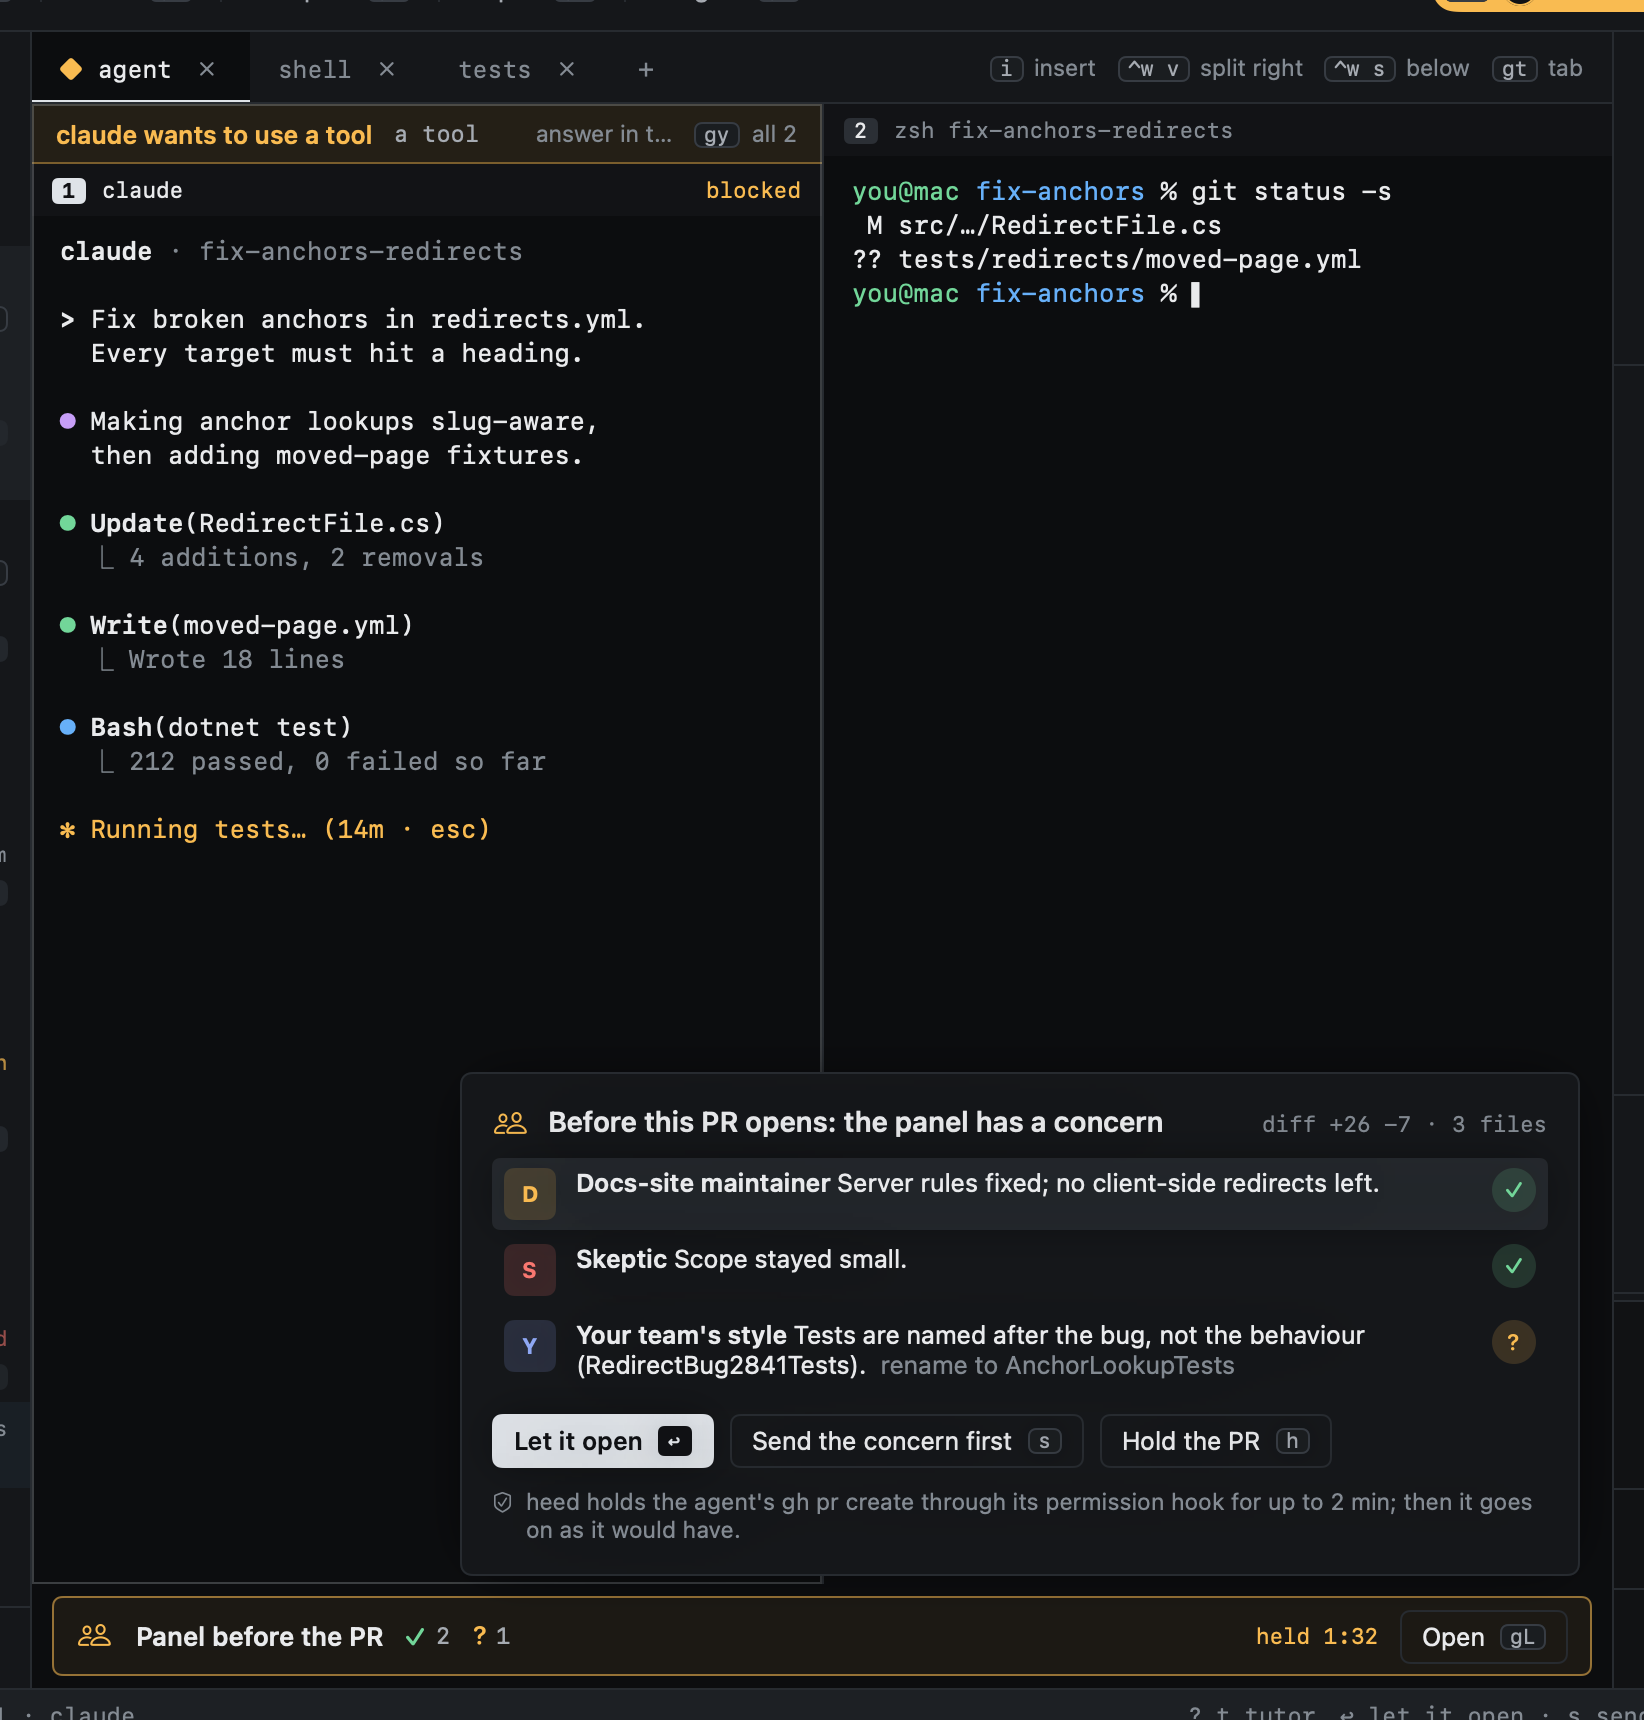 agent × shell × tests × + i insert ^w v split right ^w s below gt tab
claude wants to use a tool a tool answer in t… gy all 2
1 claude blocked
claude · fix-anchors-redirects
> Fix broken anchors in redirects.yml.
Every target must hit a heading.
Making anchor lookups slug-aware,
then adding moved-page fixtures.
Update(RedirectFile.cs)
4 additions, 2 removals
Write(moved-page.yml)
Wrote 18 lines
Bash(dotnet test)
212 passed, 0 failed so far
* Running tests… (14m · esc)
2 zsh fix-anchors-redirects
you@mac fix-anchors % git status -s
M src/…/RedirectFile.cs
?? tests/redirects/moved-page.yml
you@mac fix-anchors %
Before this PR opens: the panel has a concern diff +26 -7 · 3 files
D Docs-site maintainer Server rules fixed; no client-side redirects left. ✓
S Skeptic Scope stayed small. ✓
Y Your team's style Tests are named after the bug, not the behaviour ?
(RedirectBug2841Tests). rename to AnchorLookupTests
Let it open ↩ Send the concern first s Hold the PR h
heed holds the agent's gh pr create through its permission hook for up to 2 min; then it goes
on as it would have.
Panel before the PR ✓ 2 ? 1 held 1:32 Open gL
· claude ? t tutor ↩ let it open · s